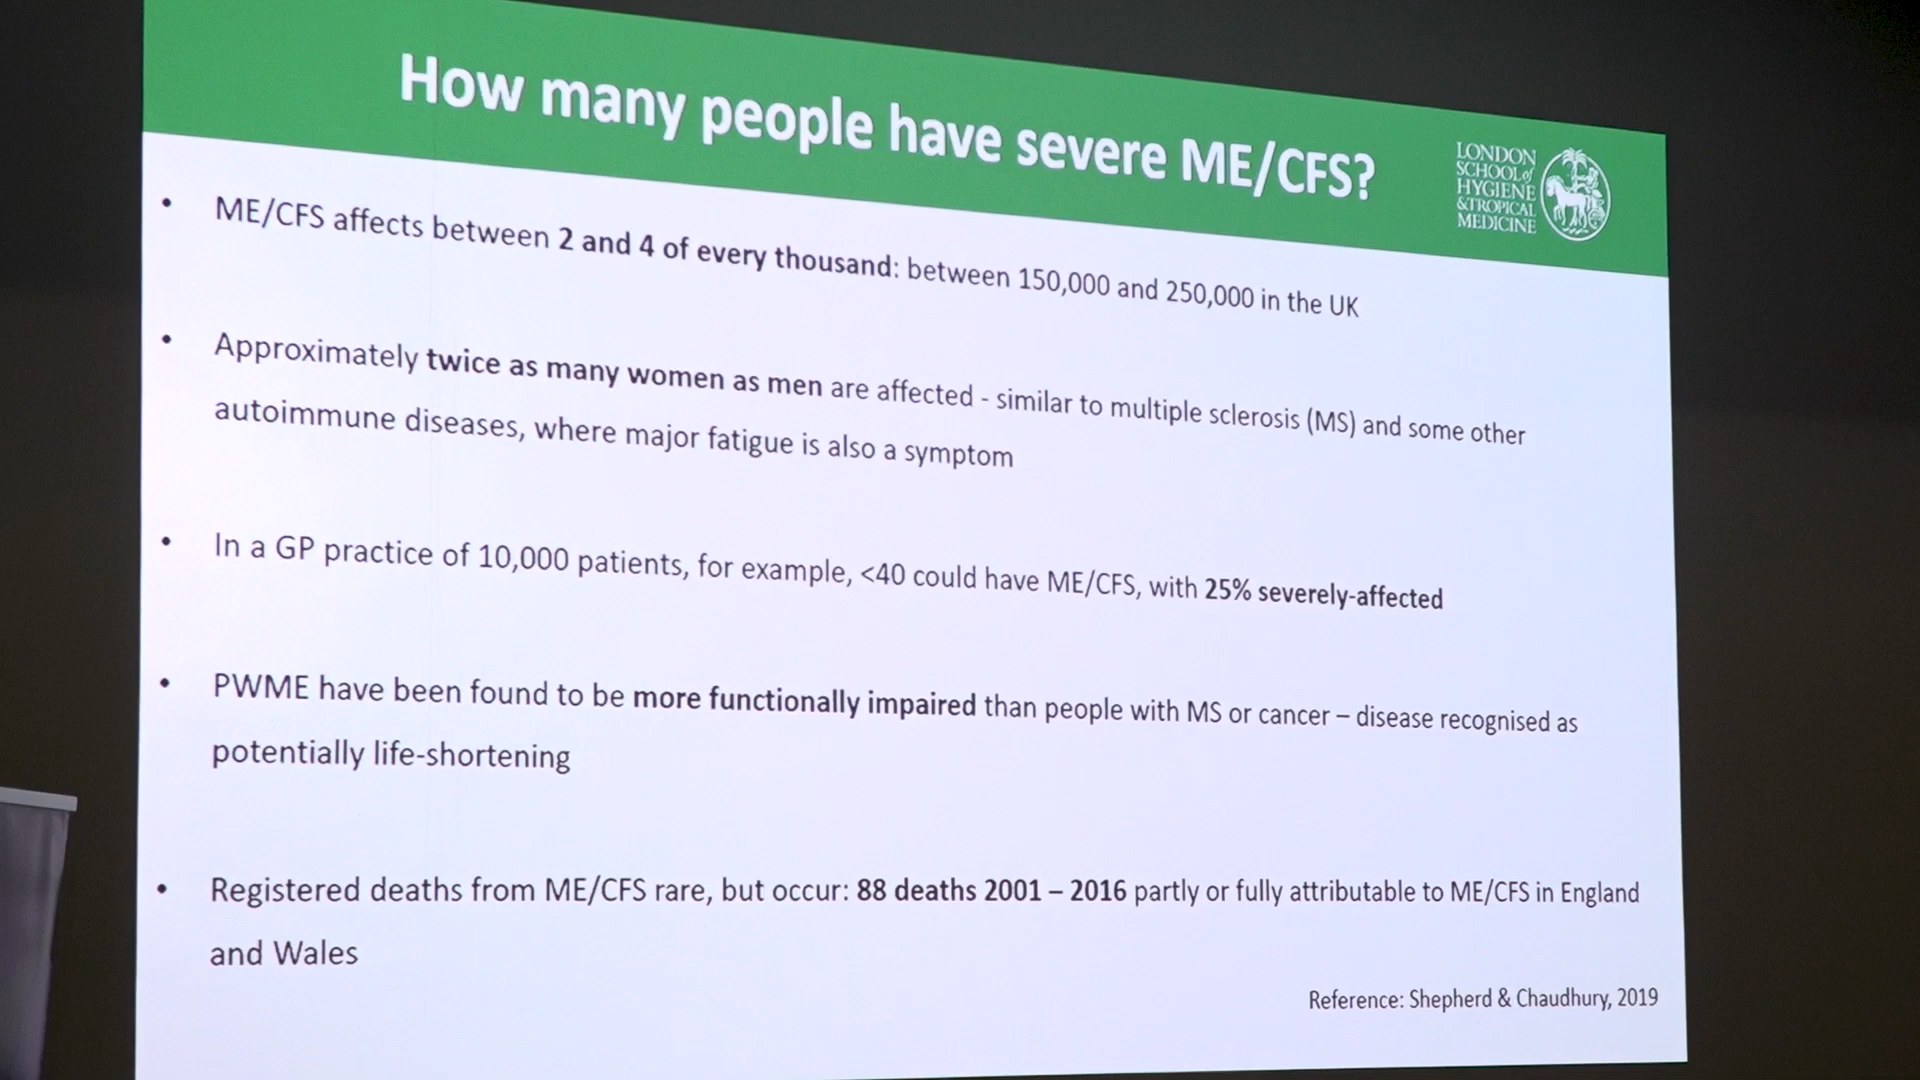 How many people have severe ME/CFS?
LONDON
SCHOOL of
HYGIENE
& TROPICAL
MEDICINE
• ME/CFS affects between 2 and 4 of every thousand: between 150,000 and 250,000 in the UK
• Approximately twice as many women as men are affected - similar to multiple sclerosis (MS) and some other
autoimmune diseases, where major fatigue is also a symptom
• In a GP practice of 10,000 patients, for example, <40 could have ME/CFS, with 25% severely-affected
• PWME have been found to be more functionally impaired than people with MS or cancer – disease recognised as
potentially life-shortening
• Registered deaths from ME/CFS rare, but occur: 88 deaths 2001 – 2016 partly or fully attributable to ME/CFS in England
and Wales
Reference: Shepherd & Chaudhury, 2019